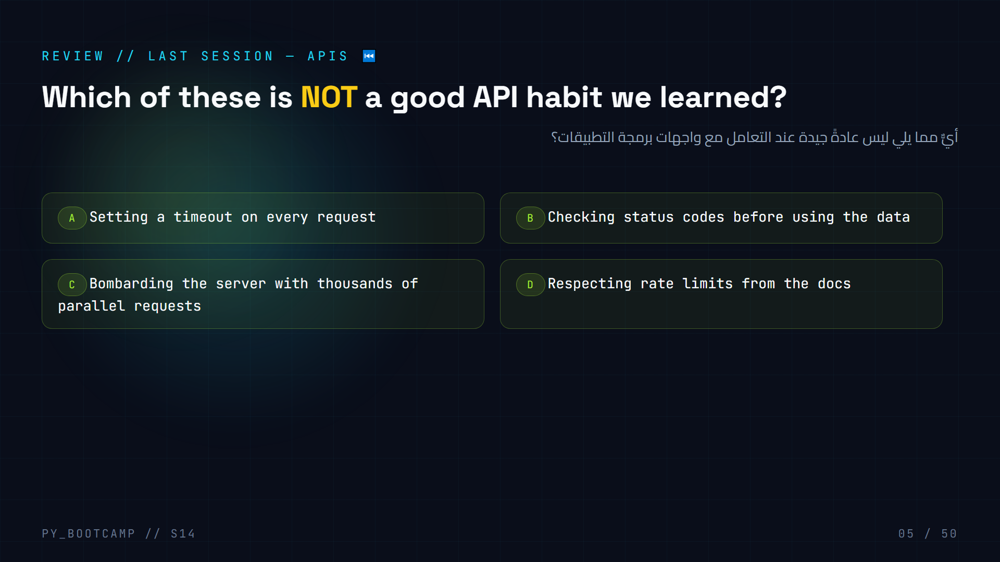 REVIEW // LAST SESSION — APIS ⏮
Which of these is NOT a good API habit we learned?
أيٌّ مما يلي ليس عادةً جيدة عند التعامل مع واجهات برمجة التطبيقات؟
A Setting a timeout on every request
B Checking status codes before using the data
C Bombarding the server with thousands of
parallel requests
D Respecting rate limits from the docs
PY_BOOTCAMP // S14
05 / 50